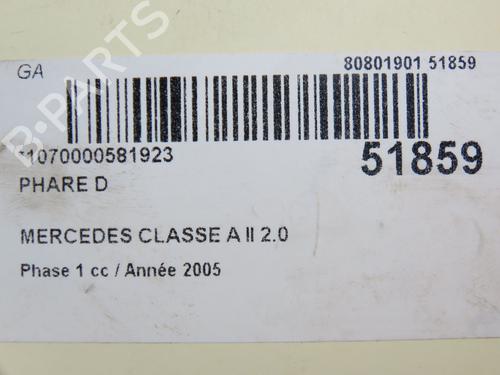 GA
80801901 51859
1070000581923
51859
PHARE D
MERCEDES CLASSE A II 2.0
Phase 1 cc / Année 2005
B-PARTS